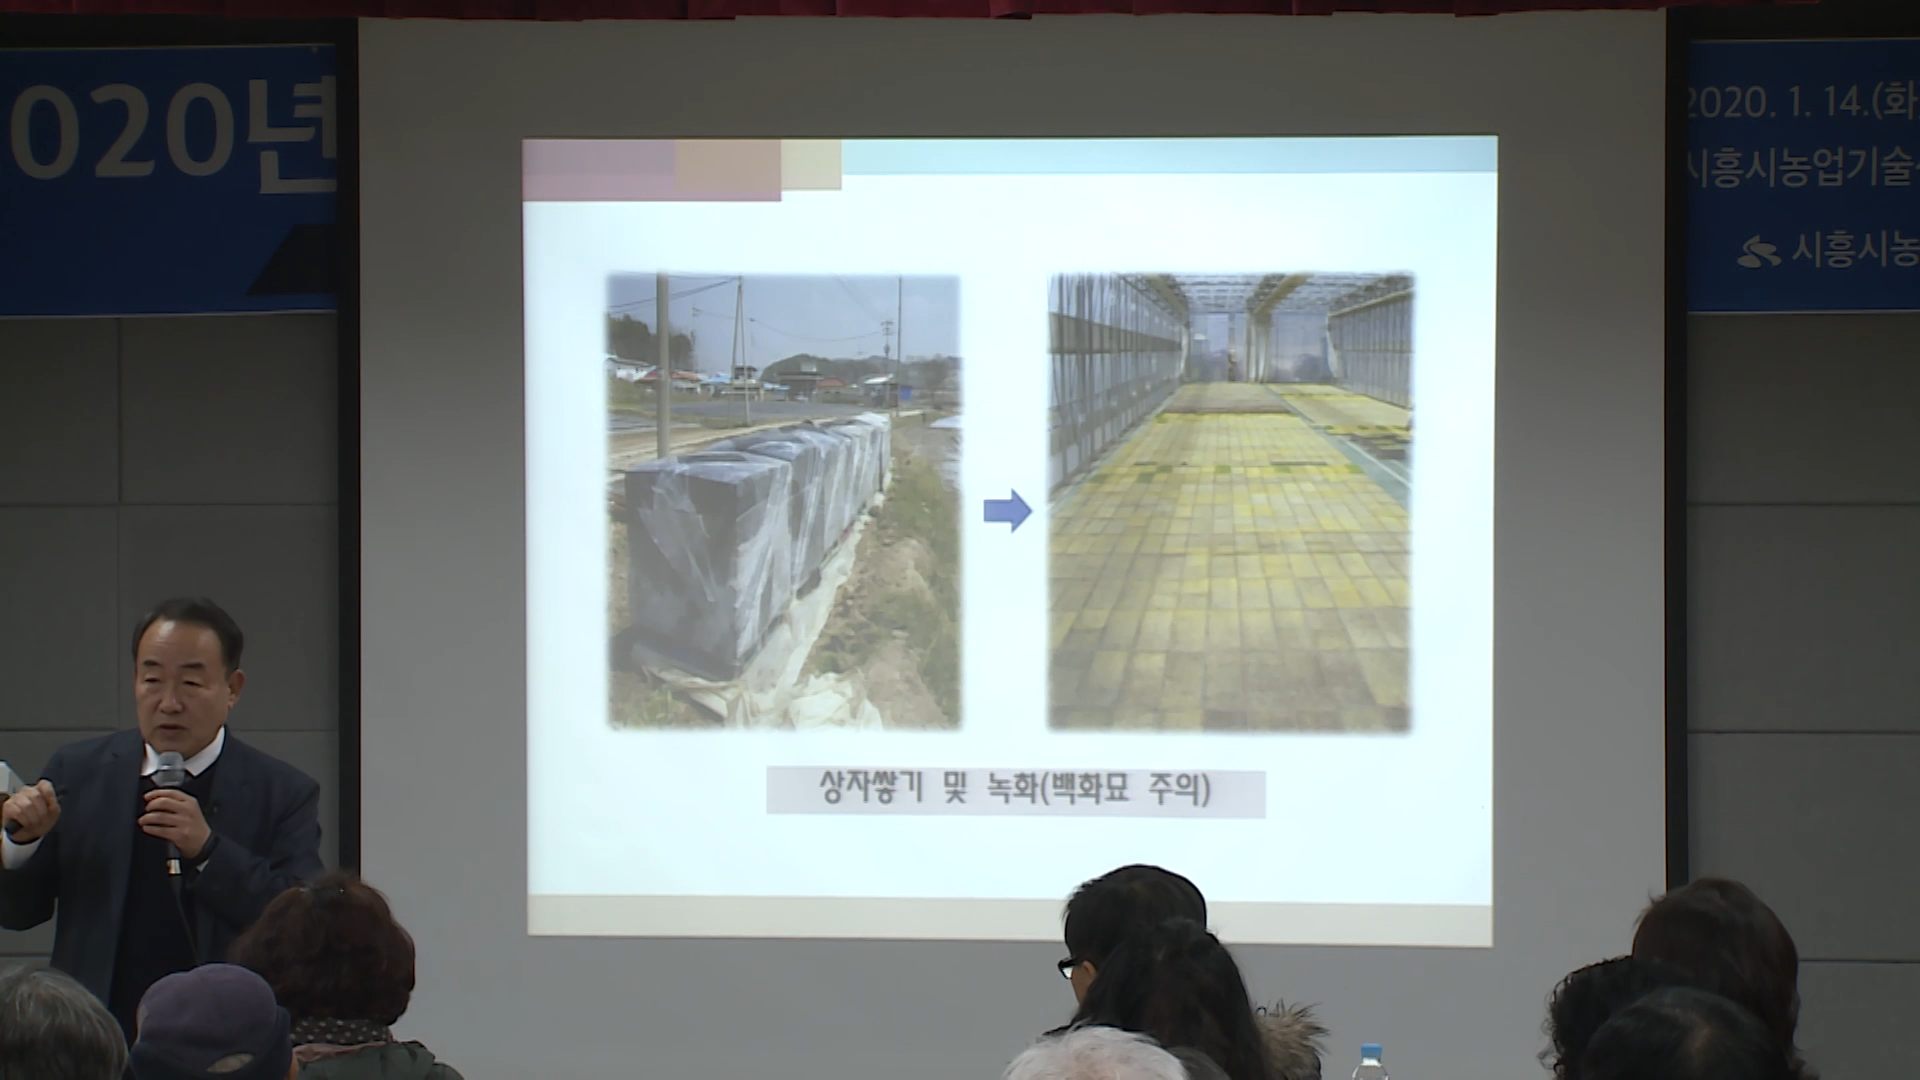 020년
2020. 1. 14.(화
시흥시농업기술
시흥시농
상자쌓기 및 녹화(백화묘 주의)